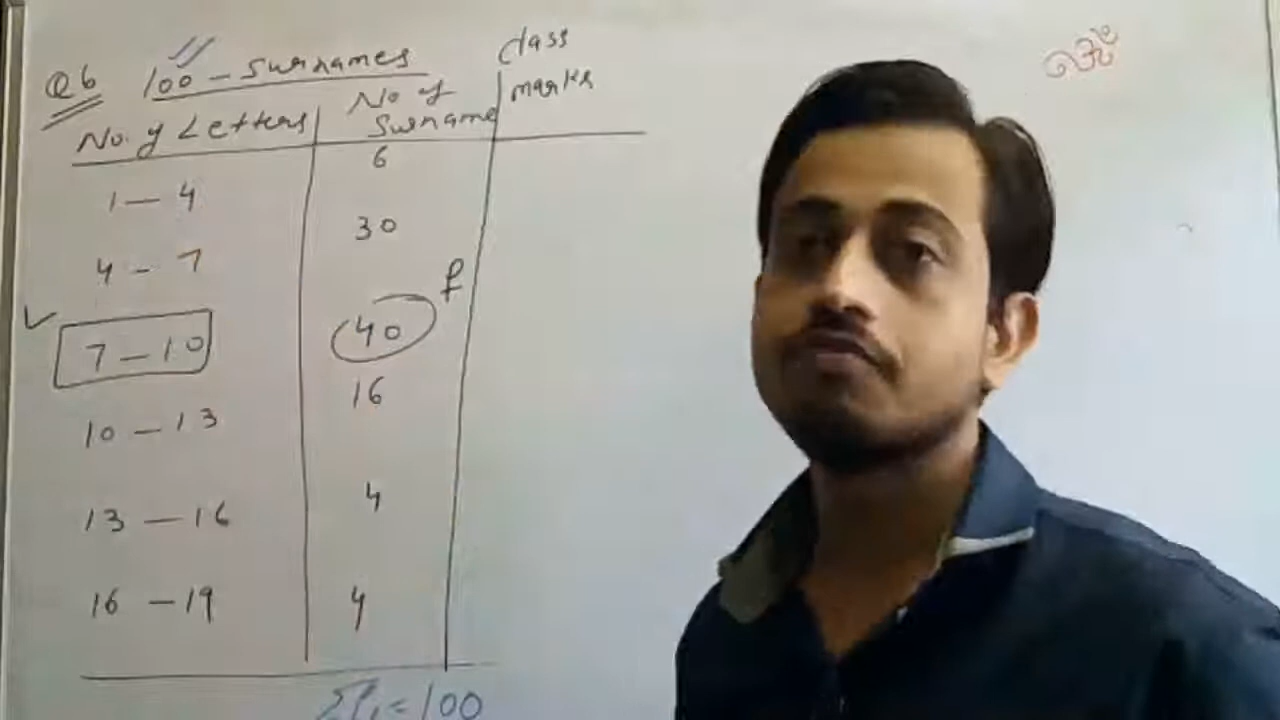 Q6 100 - Surnames
No. of Letters No of Surname class marks
1 - 4 6
4 - 7 30
7 - 10 40 f
10 - 13 16
13 - 16 4
16 - 19 4
Σfi = 100
ॐ